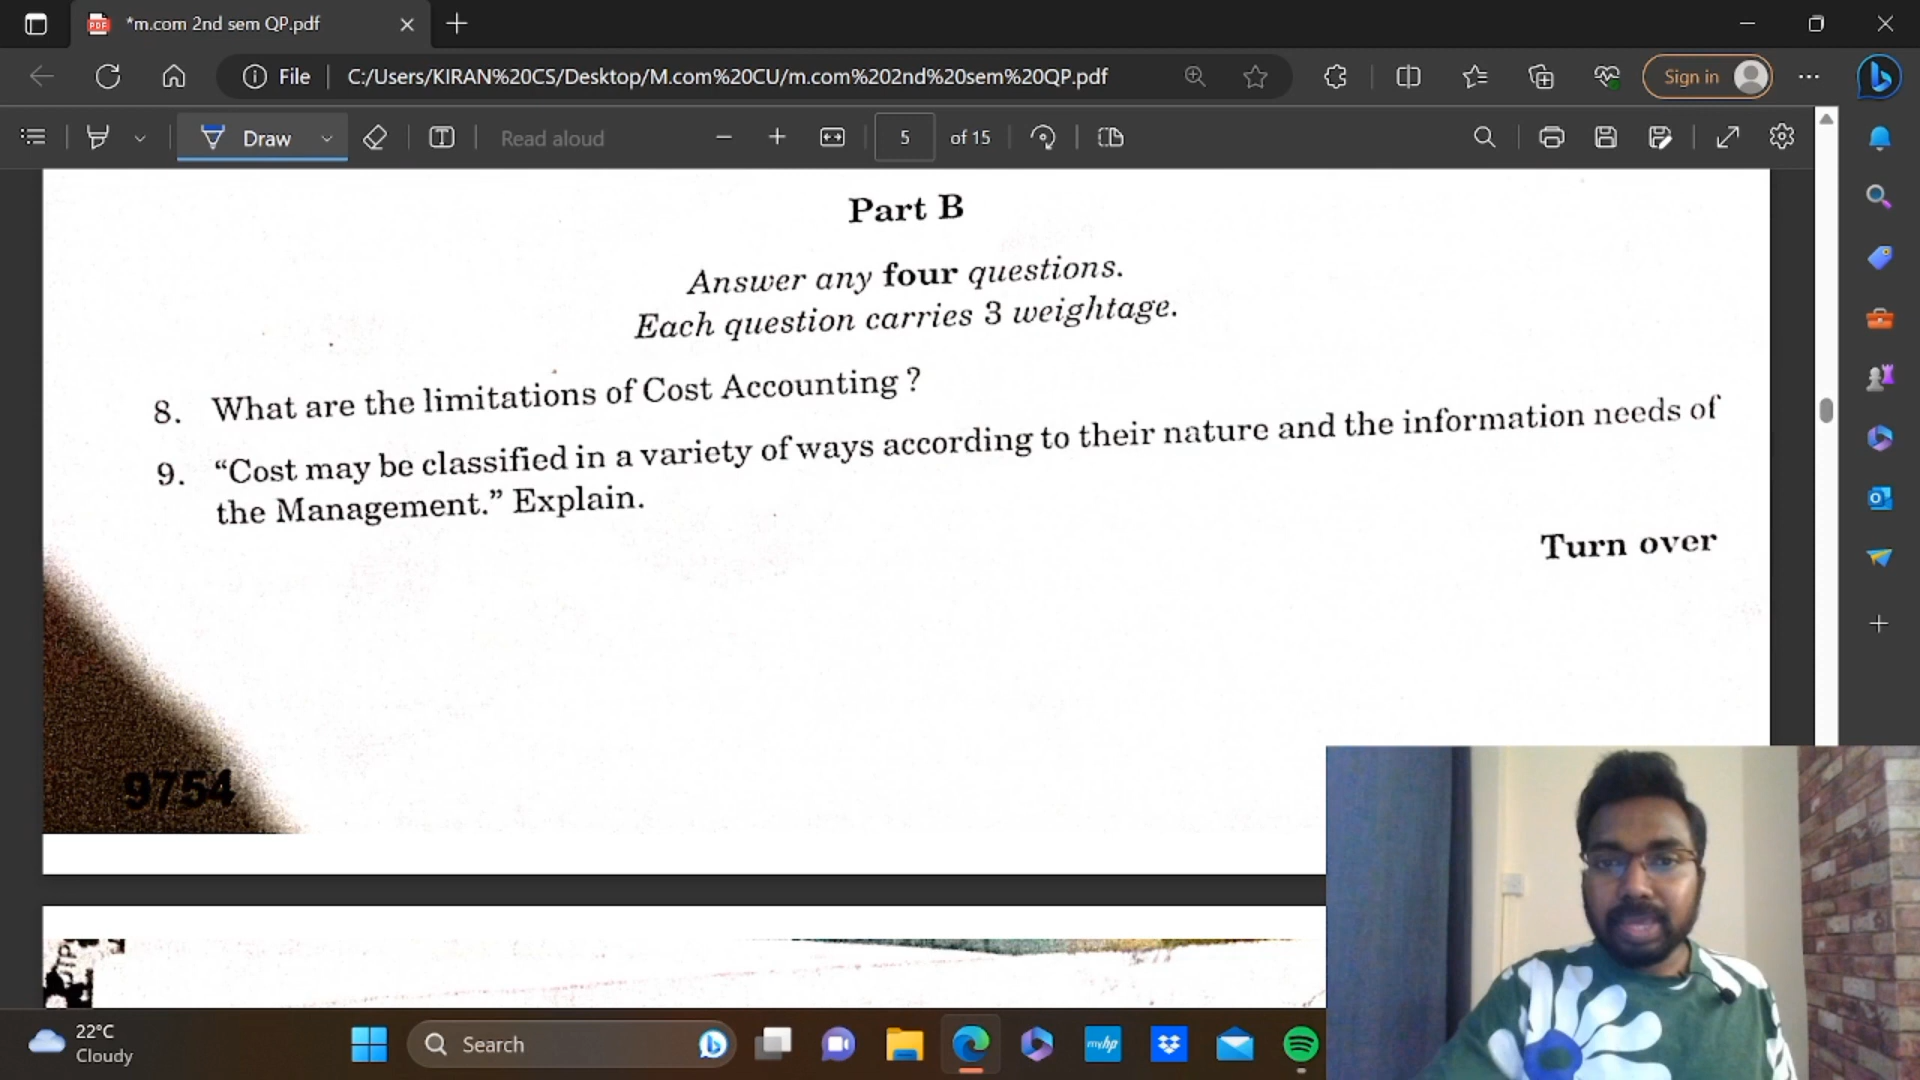 *m.com 2nd sem QP.pdf
File
C:/Users/KIRAN%20CS/Desktop/M.com%20CU/m.com%202nd%20sem%20QP.pdf
Sign in
Draw
Read aloud
5
of 15
Part B
Answer any four questions.
Each question carries 3 weightage.
8. What are the limitations of Cost Accounting ?
9. “Cost may be classified in a variety of ways according to their nature and the information needs of
the Management.” Explain.
Turn over
9754
22°C
Cloudy
Search
myhp